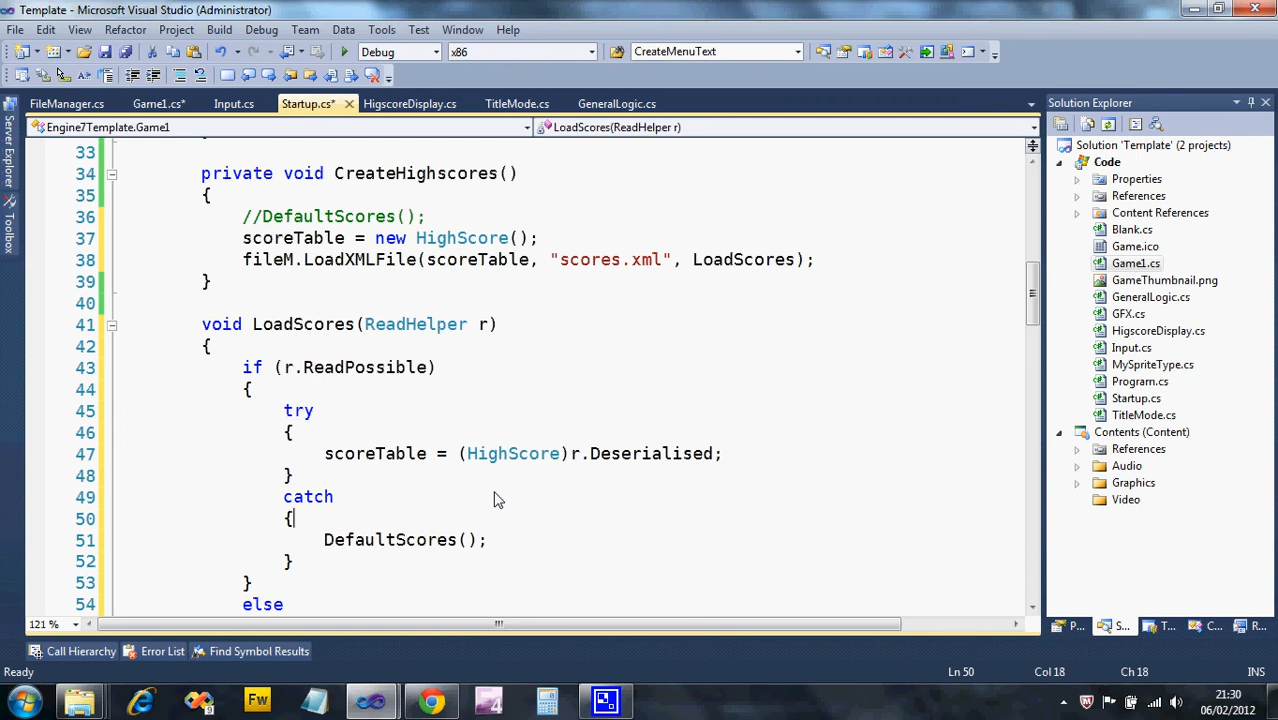 Template - Microsoft Visual Studio (Administrator)
File Edit View Refactor Project Build Debug Team Data Tools Test Window Help
Debug x86 CreateMenuText
FileManager.cs Game1.cs* Input.cs Startup.cs* HigscoreDisplay.cs TitleMode.cs GeneralLogic.cs
Engine7Template.Game1 LoadScores(ReadHelper r)
Server Explorer
Toolbox
33
34 private void CreateHighscores()
35 {
36 //DefaultScores();
37 scoreTable = new HighScore();
38 fileM.LoadXMLFile(scoreTable, "scores.xml", LoadScores);
39 }
40
41 void LoadScores(ReadHelper r)
42 {
43 if (r.ReadPossible)
44 {
45 try
46 {
47 scoreTable = (HighScore)r.Deserialised;
48 }
49 catch
50 {
51 DefaultScores();
52 }
53 }
54 else
121 %
Solution Explorer
Solution 'Template' (2 projects)
Code
Properties
References
Content References
Blank.cs
Game.ico
Game1.cs
GameThumbnail.png
GeneralLogic.cs
GFX.cs
HigscoreDisplay.cs
Input.cs
MySpriteType.cs
Program.cs
Startup.cs
TitleMode.cs
Contents (Content)
References
Audio
Graphics
Video
P... S... T... C... R...
Call Hierarchy Error List Find Symbol Results
Ready Ln 50 Col 18 Ch 18 INS
9 Fw 4
21:30
06/02/2012